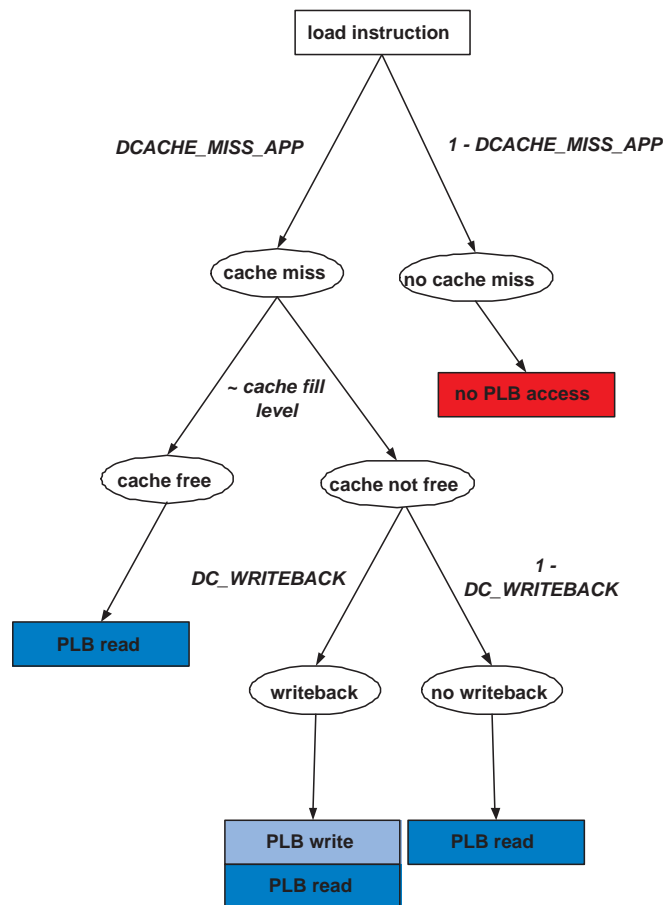 load instruction
DCACHE_MISS_APP
1 - DCACHE_MISS_APP
cache miss
no cache miss
~ cache fill
level
no PLB access
cache free
cache not free
DC_WRITEBACK
1 -
DC_WRITEBACK
PLB read
writeback
no writeback
PLB write
PLB read
PLB read